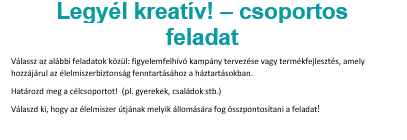 Legyél kreatív! – csoportos
feladat
Válassz az alábbi feladatok közül: figyelemfelhívó kampány tervezése vagy termékfejlesztés, amely
hozzájárul az élelmiszerbiztonság fenntartásához a háztartásokban.
Határozd meg a célcsoportot! (pl. gyerekek, családok stb.)
Válaszd ki, hogy az élelmiszer útjának melyik állomására fog összpontosítani a feladat!